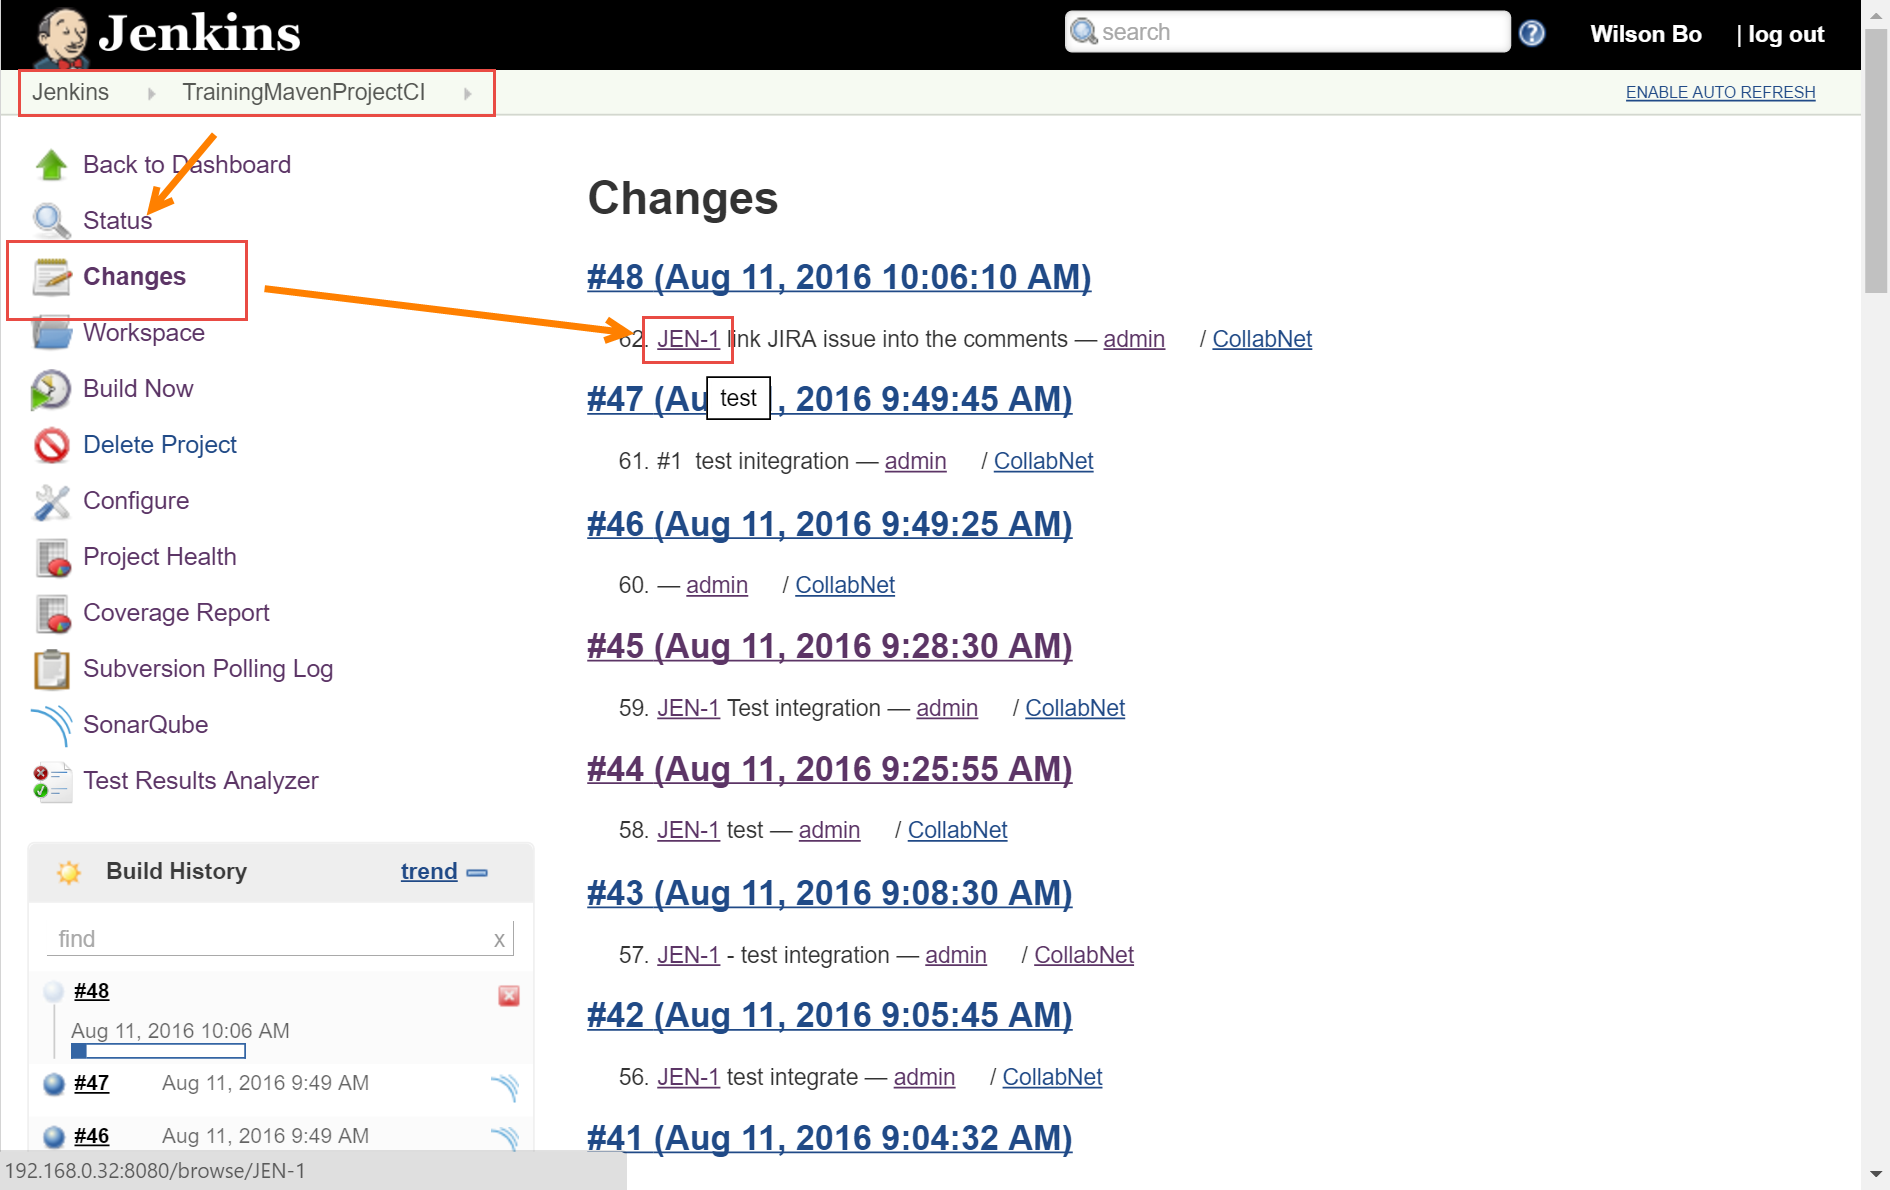 Jenkins
search
?
Wilson Bo
| log out
Jenkins
TrainingMavenProjectCI
ENABLE AUTO REFRESH
Back to Dashboard
Status
Changes
Workspace
Build Now
Delete Project
Configure
Project Health
Coverage Report
Subversion Polling Log
SonarQube
Test Results Analyzer
Build History
trend
find
x
#48
Aug 11, 2016 10:06 AM
#47 Aug 11, 2016 9:49 AM
#46 Aug 11, 2016 9:49 AM
192.168.0.32:8080/browse/JEN-1
Changes
#48 (Aug 11, 2016 10:06:10 AM)
62. JEN-1 link JIRA issue into the comments — admin / CollabNet
test
#47 (Au , 2016 9:49:45 AM)
61. #1 test initegration — admin / CollabNet
#46 (Aug 11, 2016 9:49:25 AM)
60. — admin / CollabNet
#45 (Aug 11, 2016 9:28:30 AM)
59. JEN-1 Test integration — admin / CollabNet
#44 (Aug 11, 2016 9:25:55 AM)
58. JEN-1 test — admin / CollabNet
#43 (Aug 11, 2016 9:08:30 AM)
57. JEN-1 - test integration — admin / CollabNet
#42 (Aug 11, 2016 9:05:45 AM)
56. JEN-1 test integrate — admin / CollabNet
#41 (Aug 11, 2016 9:04:32 AM)